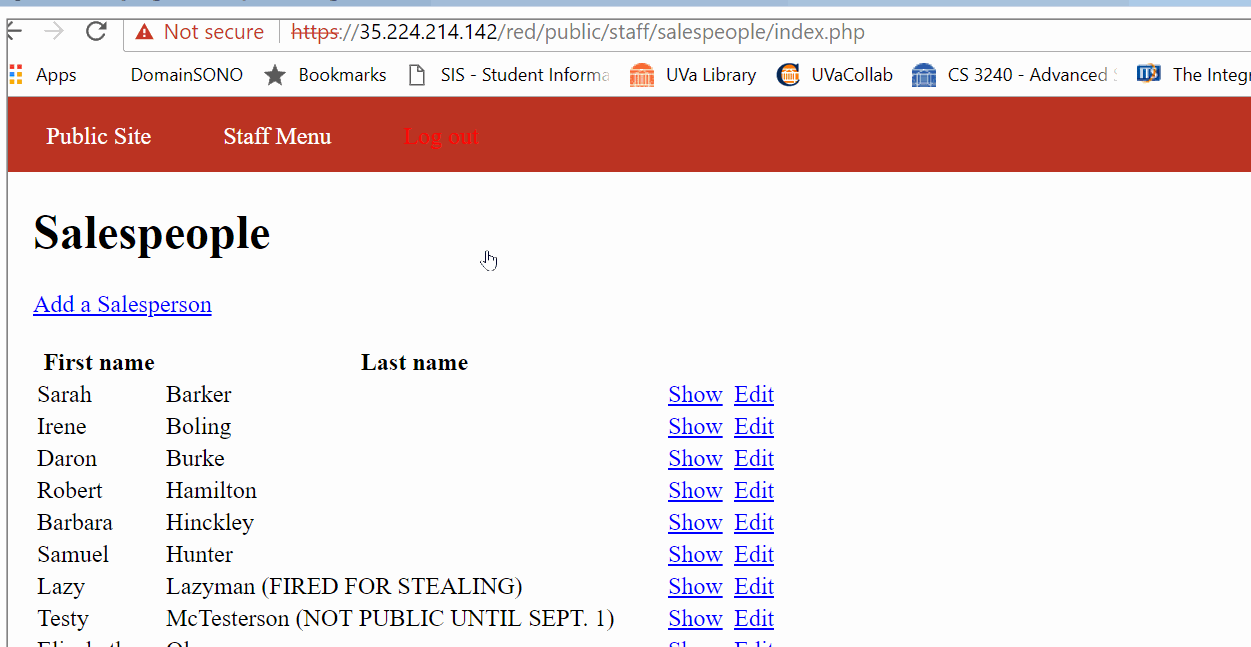 Not secure https://35.224.214.142/red/public/staff/salespeople/index.php
Apps DomainSONO Bookmarks SIS - Student Informa UVa Library UVaCollab CS 3240 - Advanced The Integr
Public Site Staff Menu Log out
Salespeople
Add a Salesperson
First name Last name
Sarah Barker Show Edit
Irene Boling Show Edit
Daron Burke Show Edit
Robert Hamilton Show Edit
Barbara Hinckley Show Edit
Samuel Hunter Show Edit
Lazy Lazyman (FIRED FOR STEALING) Show Edit
Testy McTesterson (NOT PUBLIC UNTIL SEPT. 1) Show Edit
Show Edit